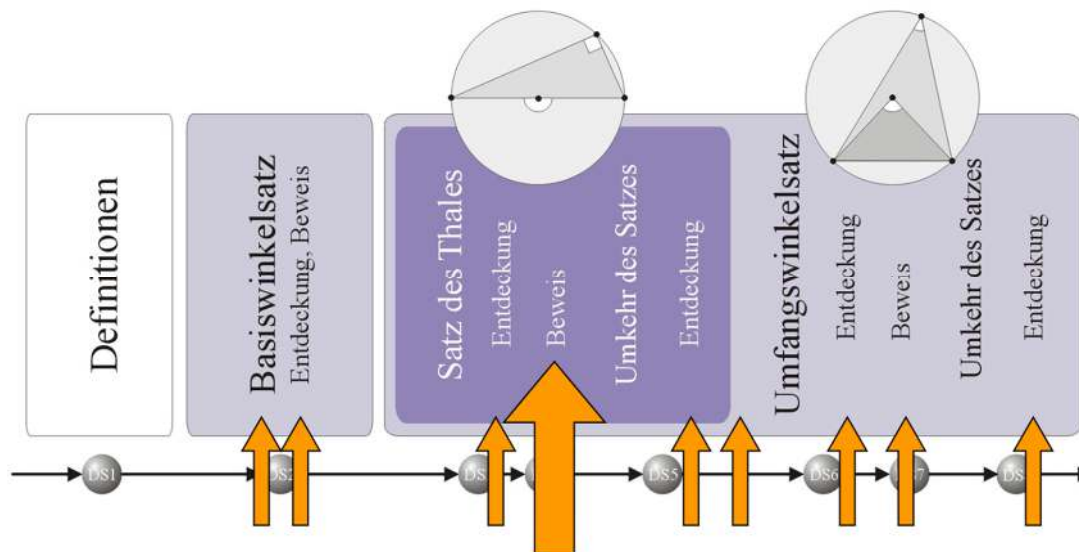 Definitionen
Basiswinkelsatz
Entdeckung, Beweis
Satz des Thales
Entdeckung
Beweis
Umkehr des Satzes
Entdeckung
Umfangswinkelsatz
Entdeckung
Beweis
Umkehr des Satzes
Entdeckung
DS1
DS5
DS6